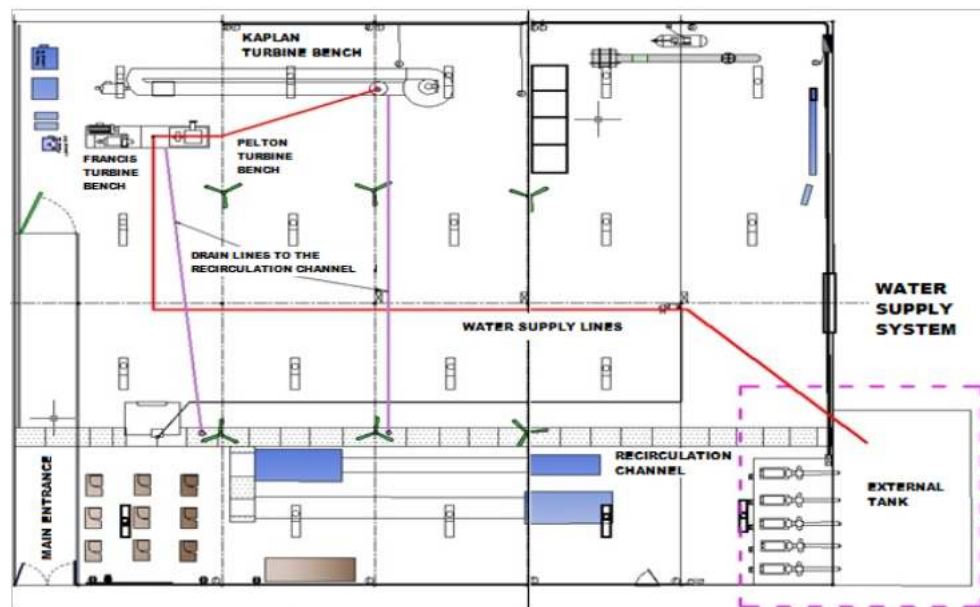 KAPLAN
TURBINE BENCH
FRANCIS
TURBINE
BENCH
PELTON
TURBINE
BENCH
DRAIN LINES TO THE
RECIRCULATION CHANNEL
WATER SUPPLY LINES
WATER
SUPPLY
SYSTEM
RECIRCULATION
CHANNEL
EXTERNAL
TANK
MAIN ENTRANCE